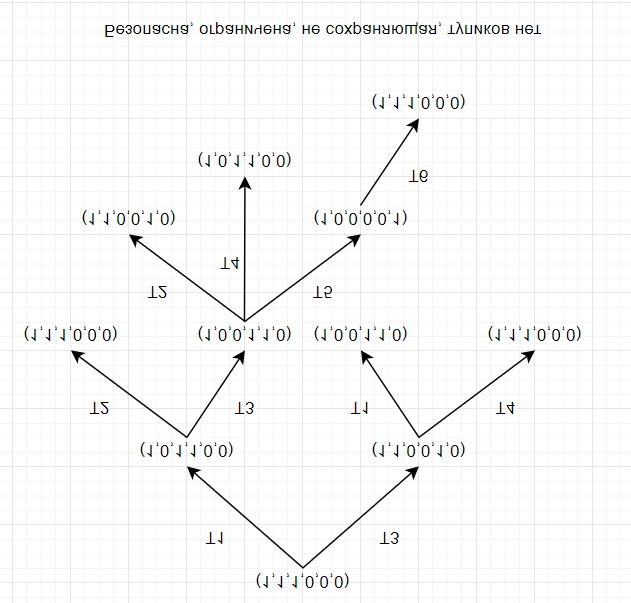 (1,1,1,0,0,0)
T1
T3
(1,0,1,1,0,0)
(1,1,0,0,1,0)
T2
T3
T1
T4
(1,1,1,0,0,0)
(1,0,0,1,1,0)
(1,0,0,1,1,0)
(1,1,1,0,0,0)
T2
T5
T4
(1,1,0,0,1,0)
(1,0,0,0,0,1)
T6
(1,0,1,1,0,0)
(1,1,1,0,0,0)
Безопасна, ограничена, не сохраняющая, тупиков нет